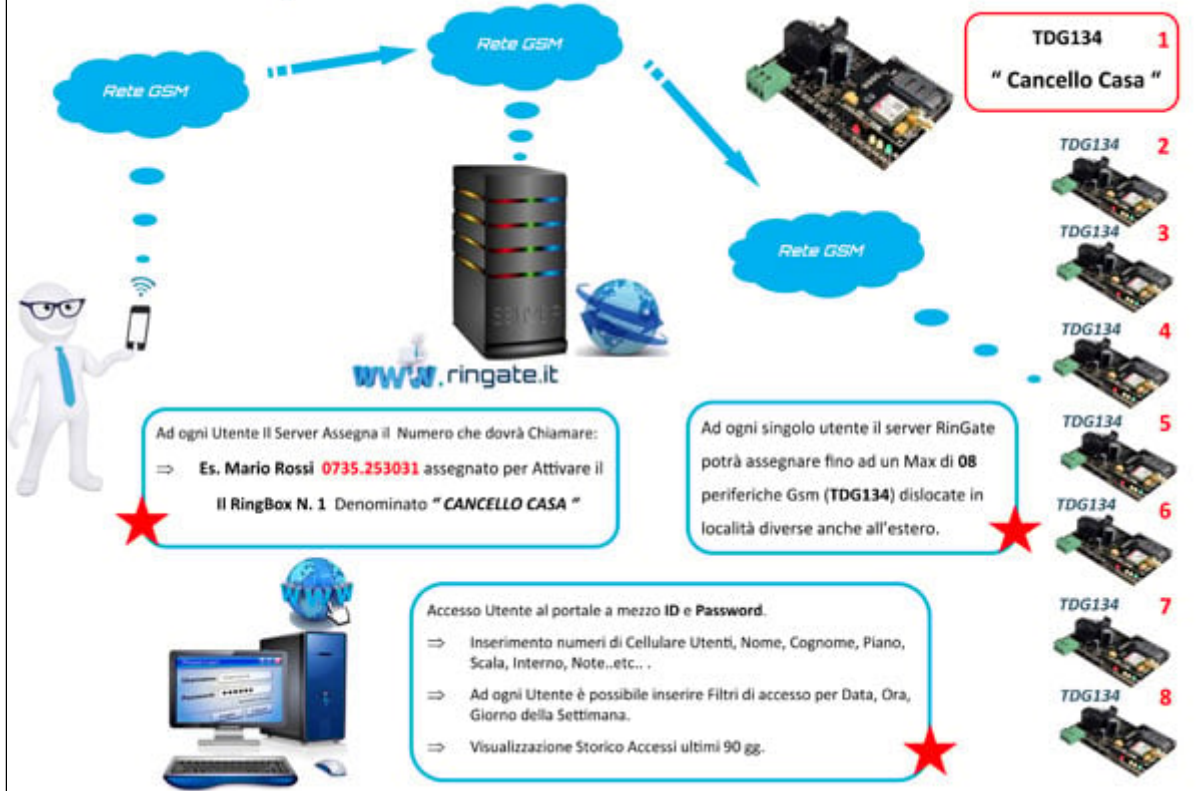 Rete GSM
Rete GSM
TDG134 1
" Cancello Casa "
TDG134 2
TDG134 3
Rete GSM
TDG134 4
www.ringate.it
Ad ogni Utente Il Server Assegna il Numero che dovrà Chiamare:
⇒ Es. Mario Rossi 0735.253031 assegnato per Attivare il
Il RingBox N. 1 Denominato " CANCELLO CASA "
Ad ogni singolo utente il server RinGate
potrà assegnare fino ad un Max di 08
periferiche Gsm (TDG134) dislocate in
località diverse anche all'estero.
TDG134 5
TDG134 6
TDG134 7
TDG134 8
WWW
Password
Accesso Utente al portale a mezzo ID e Password.
⇒ Inserimento numeri di Cellulare Utenti, Nome, Cognome, Piano,
Scala, Interno, Note..etc.. .
⇒ Ad ogni Utente è possibile inserire Filtri di accesso per Data, Ora,
Giorno della Settimana.
⇒ Visualizzazione Storico Accessi ultimi 90 gg.